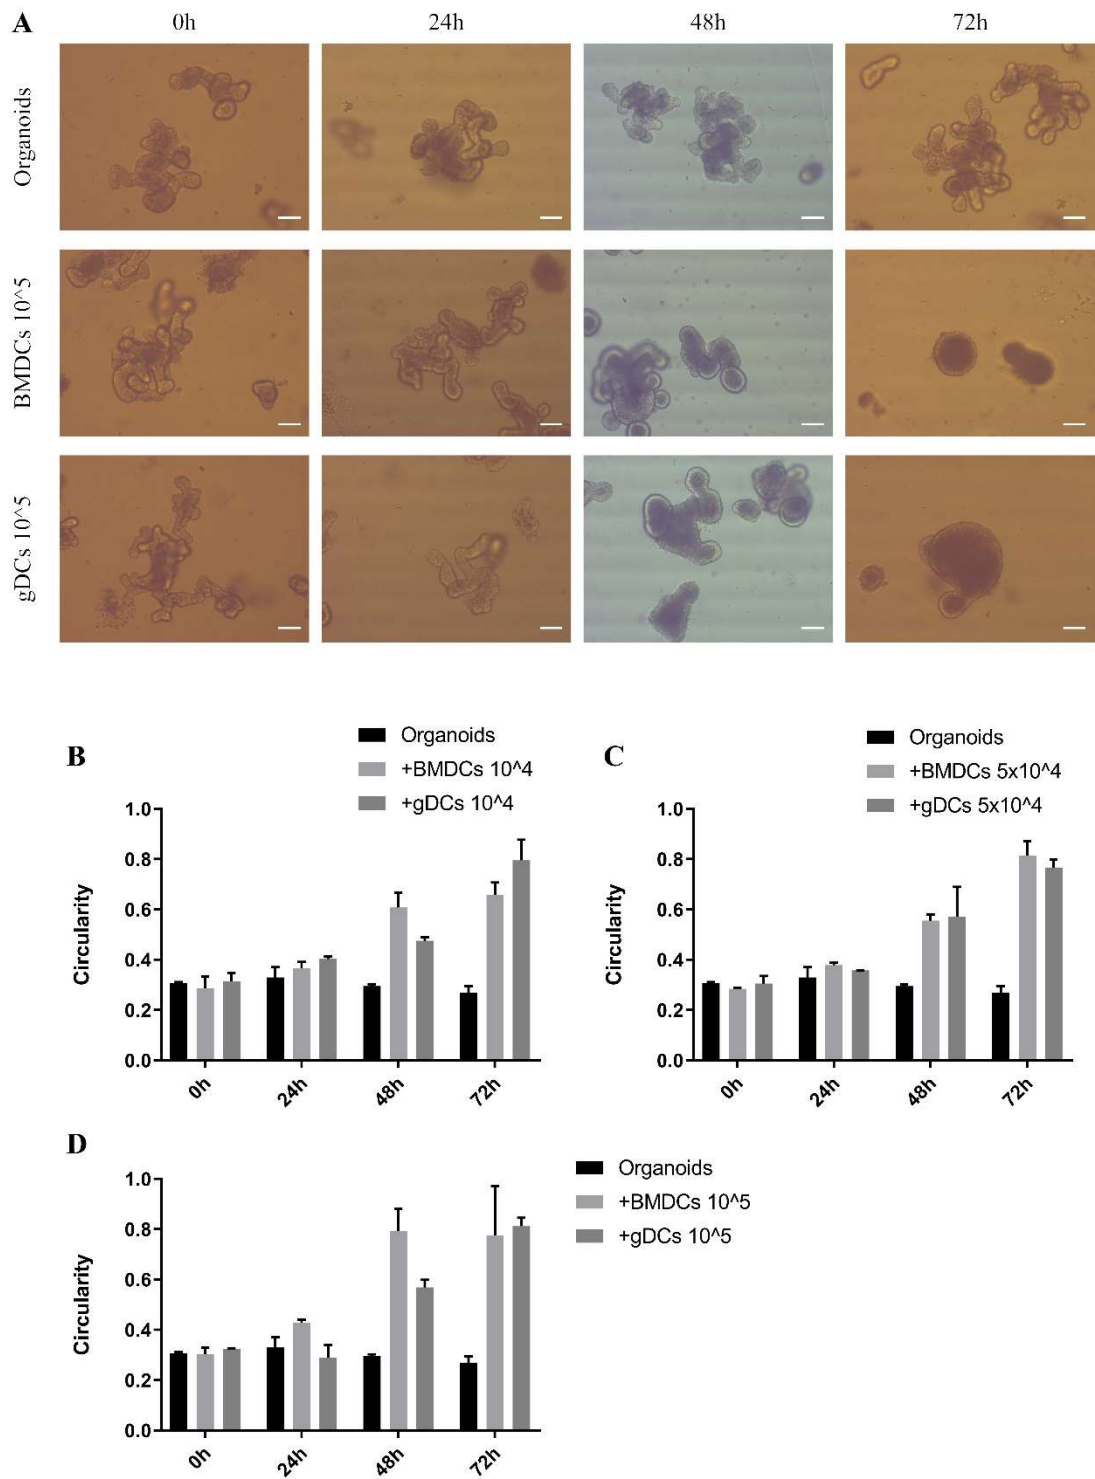 A
0h 24h 48h 72h
Organoids
BMDCs 10^5
gDCs 10^5
B
Organoids
+BMDCs 10^4
+gDCs 10^4
Circularity
1.0
0.8
0.6
0.4
0.2
0.0
0h 24h 48h 72h
C
Organoids
+BMDCs 5x10^4
+gDCs 5x10^4
Circularity
1.0
0.8
0.6
0.4
0.2
0.0
0h 24h 48h 72h
D
Organoids
+BMDCs 10^5
+gDCs 10^5
Circularity
1.0
0.8
0.6
0.4
0.2
0.0
0h 24h 48h 72h